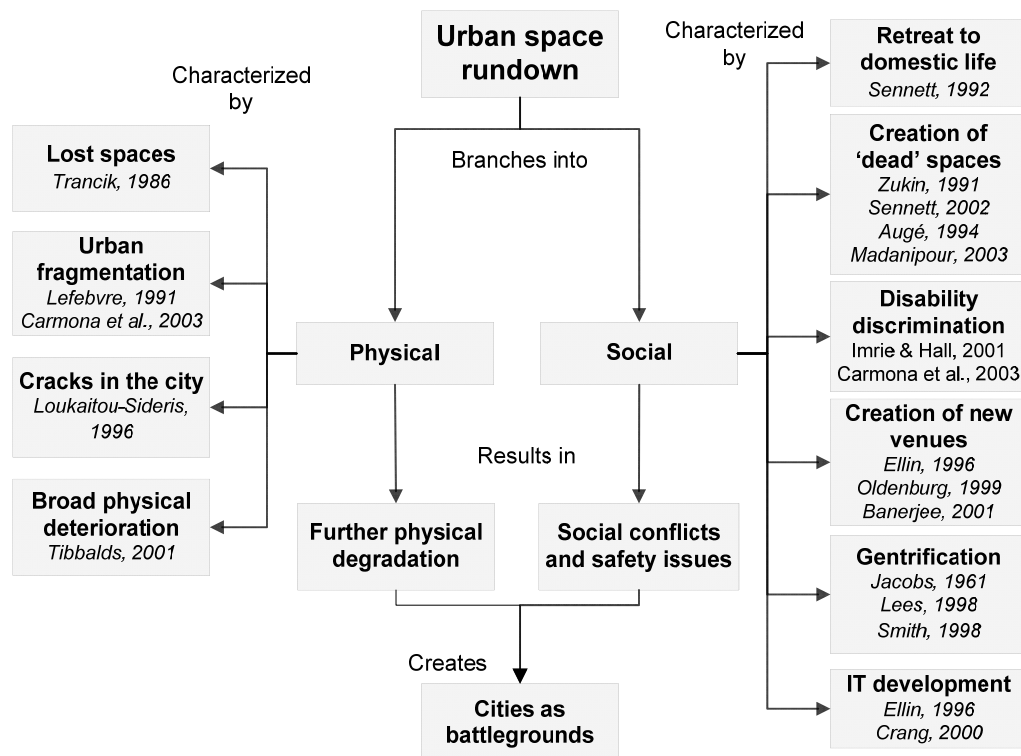 Urban space
rundown
Characterized
by
Characterized
by
Branches into
Lost spaces
Trancik, 1986
Urban
fragmentation
Lefebvre, 1991
Carmona et al., 2003
Cracks in the city
Loukaitou-Sideris,
1996
Broad physical
deterioration
Tibbalds, 2001
Physical
Social
Results in
Further physical
degradation
Social conflicts
and safety issues
Creates
Cities as
battlegrounds
Retreat to
domestic life
Sennett, 1992
Creation of
‘dead’ spaces
Zukin, 1991
Sennett, 2002
Augé, 1994
Madanipour, 2003
Disability
discrimination
Imrie & Hall, 2001
Carmona et al., 2003
Creation of new
venues
Ellin, 1996
Oldenburg, 1999
Banerjee, 2001
Gentrification
Jacobs, 1961
Lees, 1998
Smith, 1998
IT development
Ellin, 1996
Crang, 2000